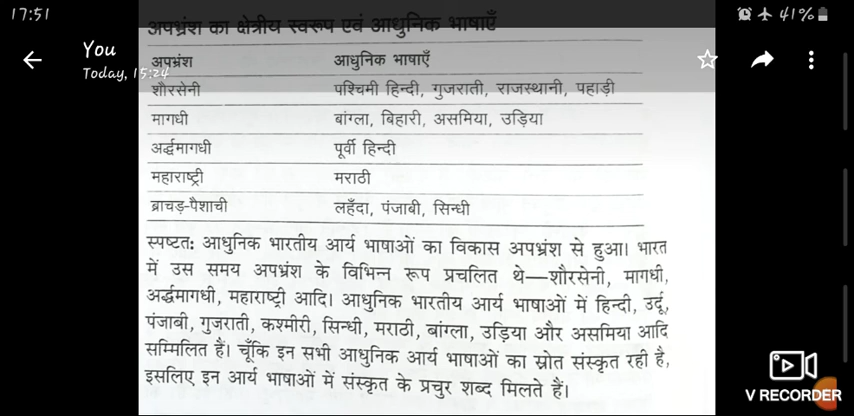 17:51
41%
You
Today, 15:24
अपभ्रंश का क्षेत्रीय स्वरूप एवं आधुनिक भाषाएँ
अपभ्रंश आधुनिक भाषाएँ
शौरसेनी पश्चिमी हिन्दी, गुजराती, राजस्थानी, पहाड़ी
मागधी बांग्ला, बिहारी, असमिया, उड़िया
अर्द्धमागधी पूर्वी हिन्दी
महाराष्ट्री मराठी
ब्राचड़-पैशाची लहँदा, पंजाबी, सिन्धी
स्पष्टतः आधुनिक भारतीय आर्य भाषाओं का विकास अपभ्रंश से हुआ। भारत
में उस समय अपभ्रंश के विभिन्न रूप प्रचलित थे—शौरसेनी, मागधी,
अर्द्धमागधी, महाराष्ट्री आदि। आधुनिक भारतीय आर्य भाषाओं में हिन्दी, उर्दू,
पंजाबी, गुजराती, कश्मीरी, सिन्धी, मराठी, बांग्ला, उड़िया और असमिया आदि
सम्मिलित हैं। चूँकि इन सभी आधुनिक आर्य भाषाओं का स्रोत संस्कृत रही है,
इसलिए इन आर्य भाषाओं में संस्कृत के प्रचुर शब्द मिलते हैं।
V RECORDER